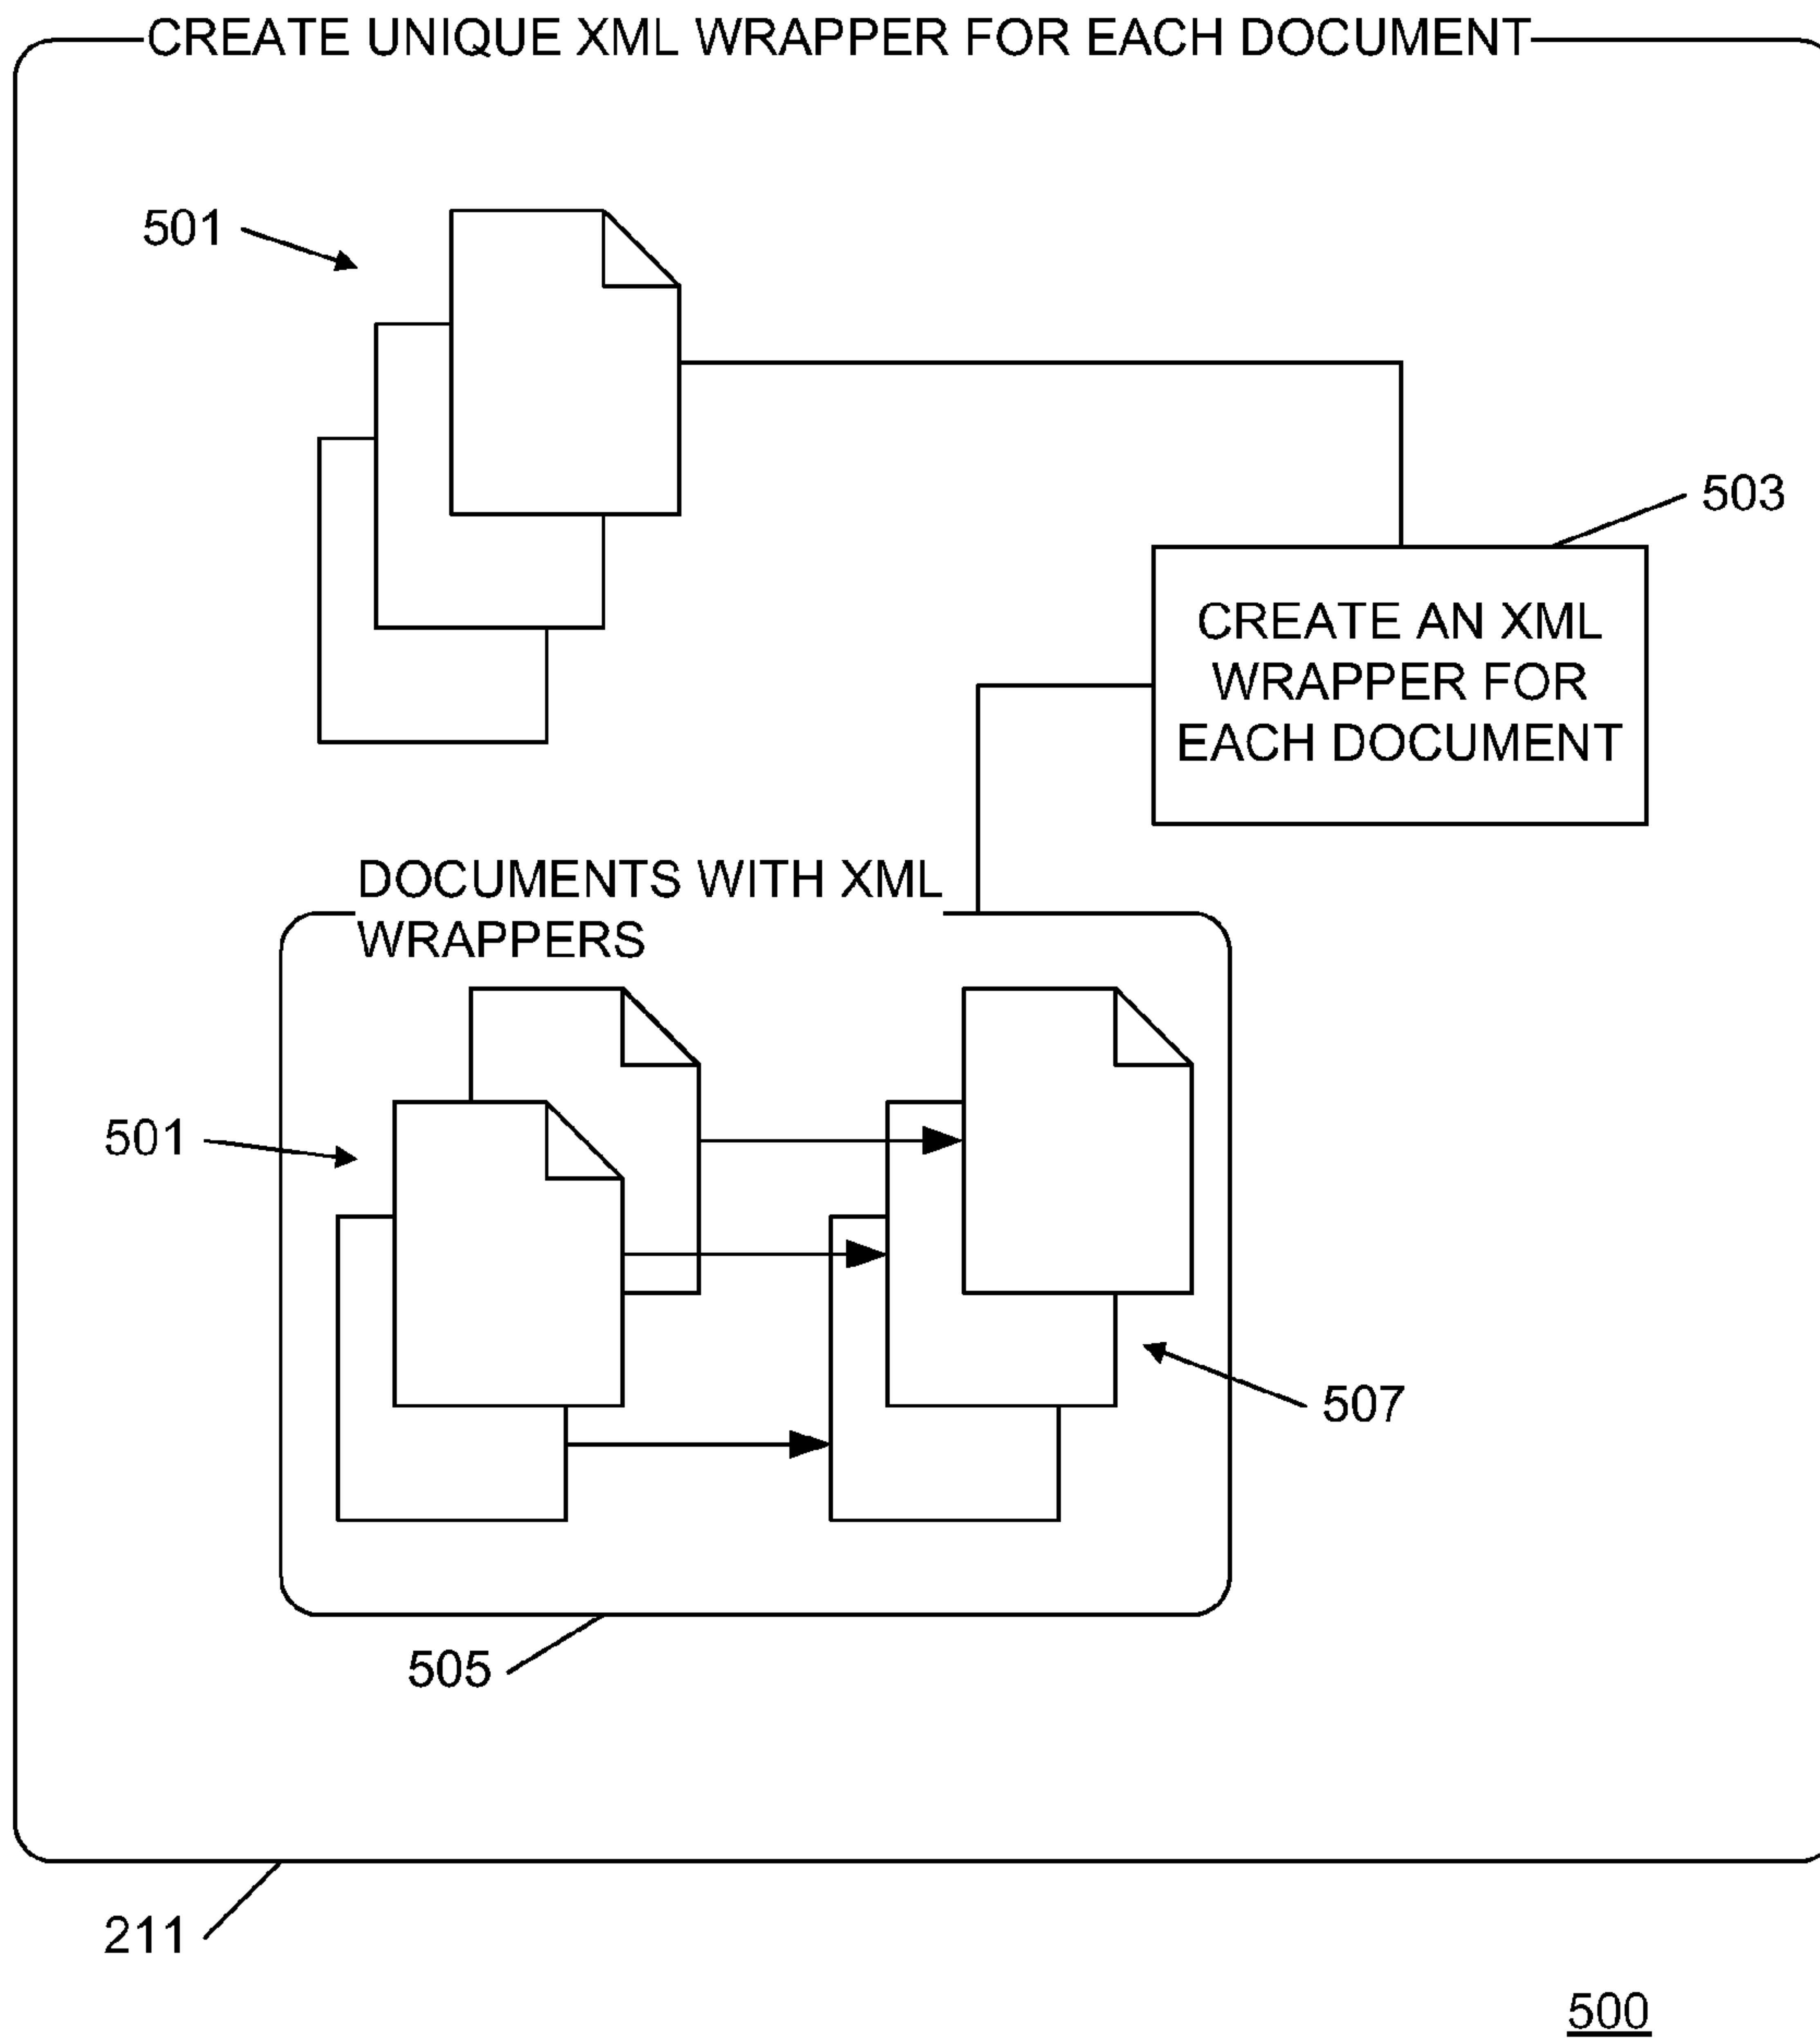 CREATE UNIQUE XML WRAPPER FOR EACH DOCUMENT
501
503
CREATE AN XML
WRAPPER FOR
EACH DOCUMENT
DOCUMENTS WITH XML
WRAPPERS
501
507
505
211
500